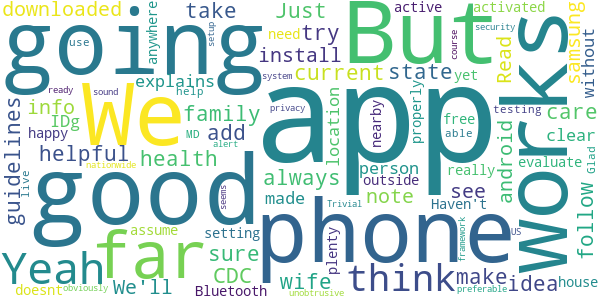 downloaded
going
anywhere
use
setup
take
Just
active
But
activated
security
need
try
install
course
Read
samsung
works
without
current
state
yet
We
explains
ready
sound
help
system
info
IDg
family
location
nearby
properly
free
able
testing
care
clear
app
guidelines
happy
MD
add
privacy
alert
android
evaluate
helpful
health
person
outside
really
Glad
nationwide
always
see
follow
live
good
seems
made
note
Haven't
Trivial
phone
far
assume
setting
plenty
framework
US
Yeah
sure
CDC
wife
think
make
idea
house
doesnt
obviously
We'll
Bluetooth
unobtrusive
preferable